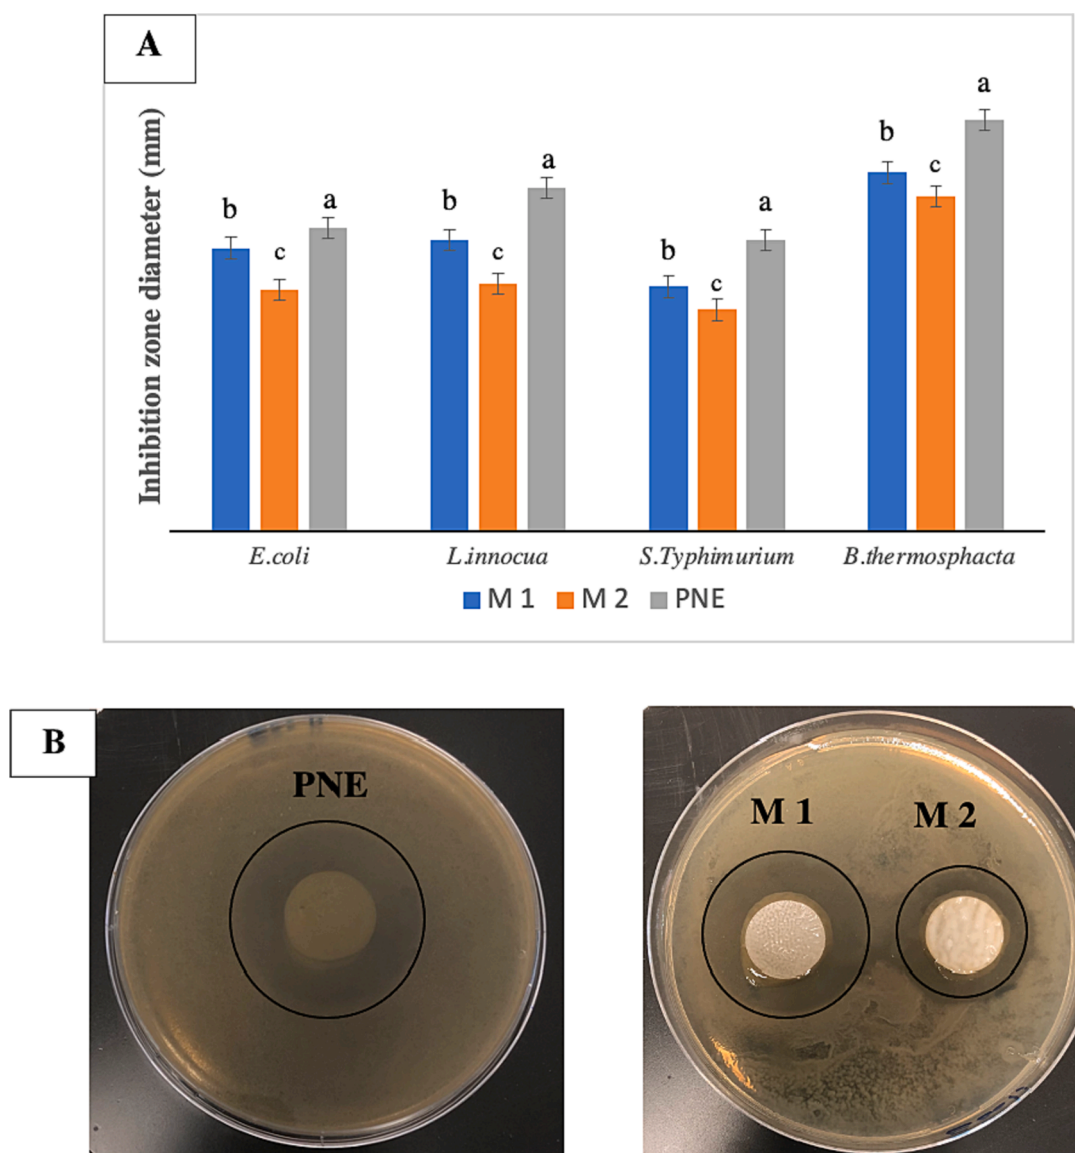 A
Inhibition zone diameter (mm)
b
c
a
b
c
a
b
c
a
b
c
a
E.coli
L.innocua
S.Typhimurium
B.thermosphacta
M 1
M 2
PNE
B
PNE
M 1
M 2